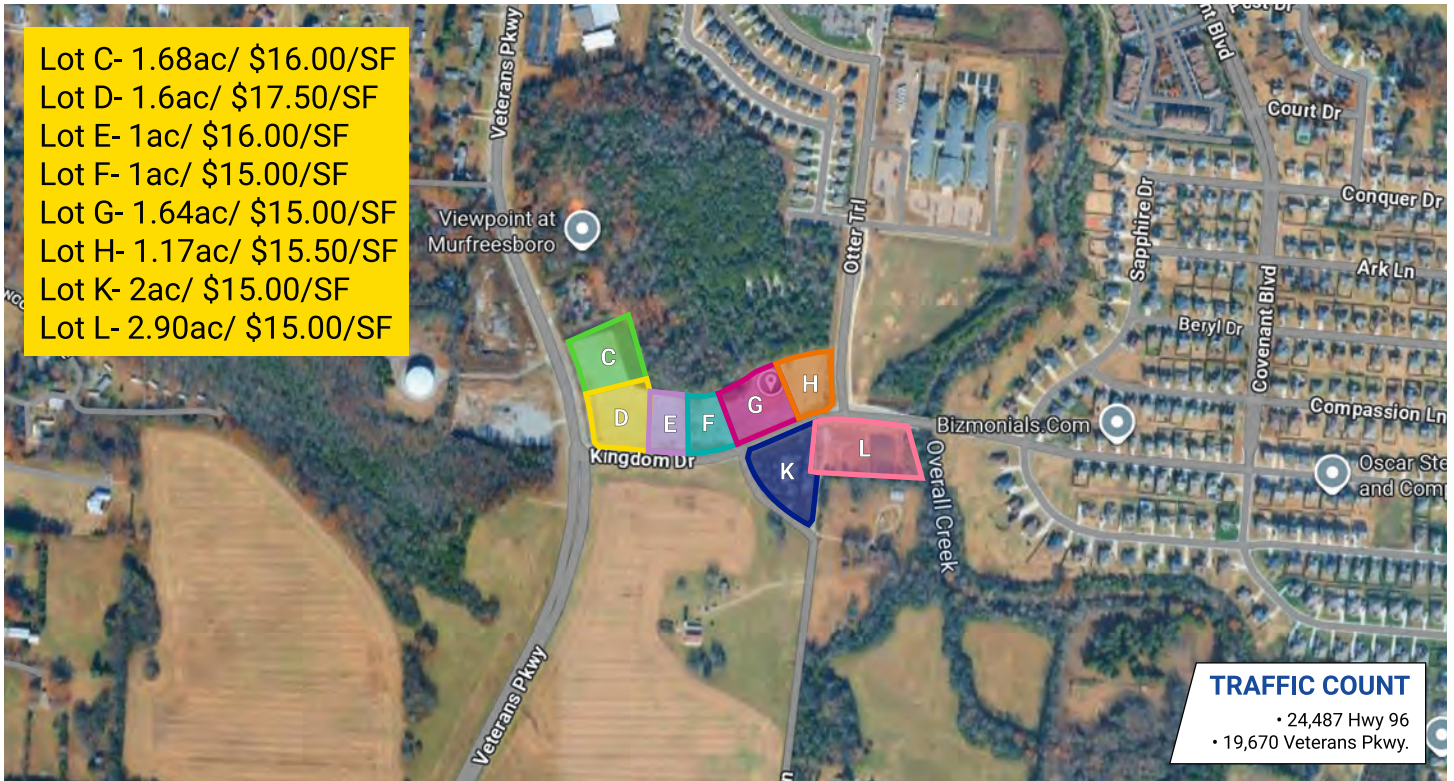 Lot C- 1.68ac/ $16.00/SF
Lot D- 1.6ac/ $17.50/SF
Lot E- 1ac/ $16.00/SF
Lot F- 1ac/ $15.00/SF
Lot G- 1.64ac/ $15.00/SF
Lot H- 1.17ac/ $15.50/SF
Lot K- 2ac/ $15.00/SF
Lot L- 2.90ac/ $15.00/SF
Veterans Pkwy
Viewpoint at
Murfreesboro
Otter Trl
Court Dr
Conquer Dr
Sapphire Dr
Ark Ln
Covenant Blvd
Beryl Dr
Compassion Ln
C
D
E
F
G
H
K
L
Kingdom Dr
Bizmonials.Com
Overall Creek
Veterans Pkwy
TRAFFIC COUNT
• 24,487 Hwy 96
• 19,670 Veterans Pkwy.